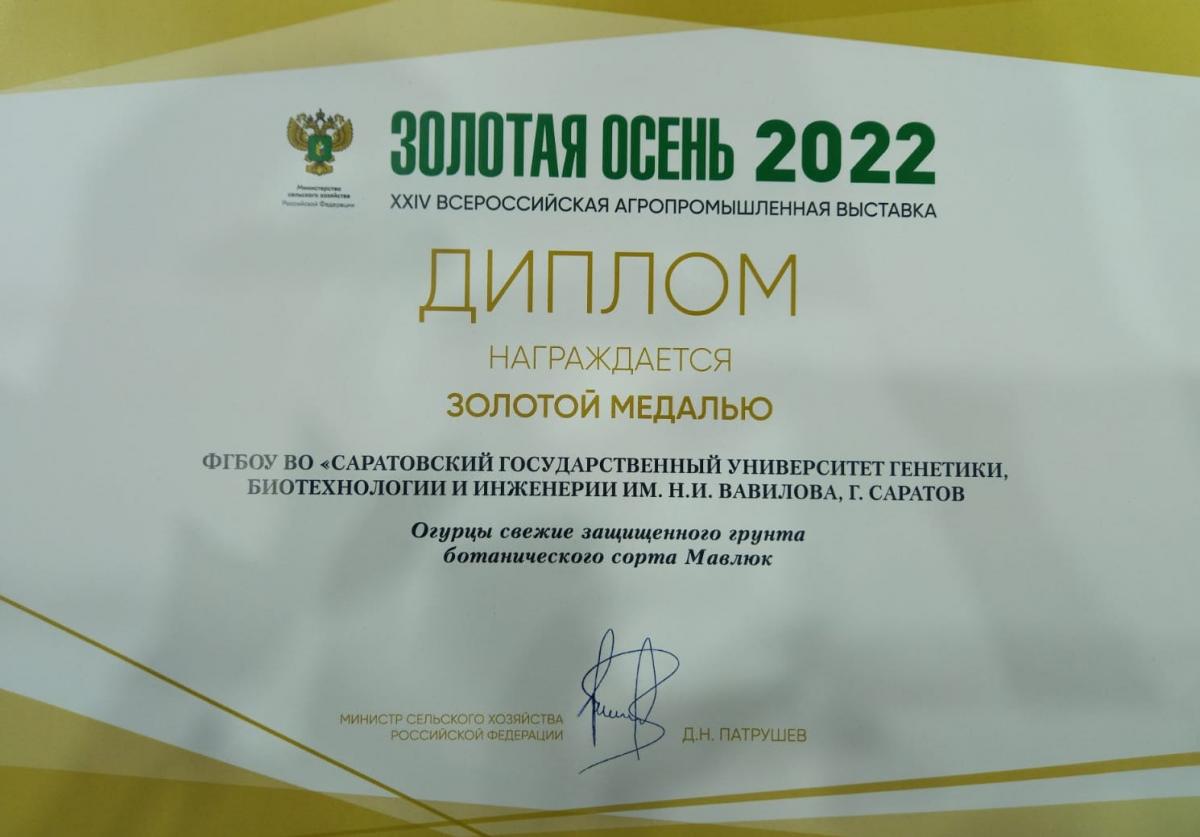 Министерство
сельского хозяйства
Российской Федерации
ЗОЛОТАЯ ОСЕНЬ 2022
XXIV ВСЕРОССИЙСКАЯ АГРОПРОМЫШЛЕННАЯ ВЫСТАВКА
ДИПЛОМ
НАГРАЖДАЕТСЯ
ЗОЛОТОЙ МЕДАЛЬЮ
ФГБОУ ВО «САРАТОВСКИЙ ГОСУДАРСТВЕННЫЙ УНИВЕРСИТЕТ ГЕНЕТИКИ,
БИОТЕХНОЛОГИИ И ИНЖЕНЕРИИ ИМ. Н.И. ВАВИЛОВА, Г. САРАТОВ
Огурцы свежие защищенного грунта
ботанического сорта Мавлюк
МИНИСТР СЕЛЬСКОГО ХОЗЯЙСТВА
РОССИЙСКОЙ ФЕДЕРАЦИИ
Д.Н. ПАТРУШЕВ